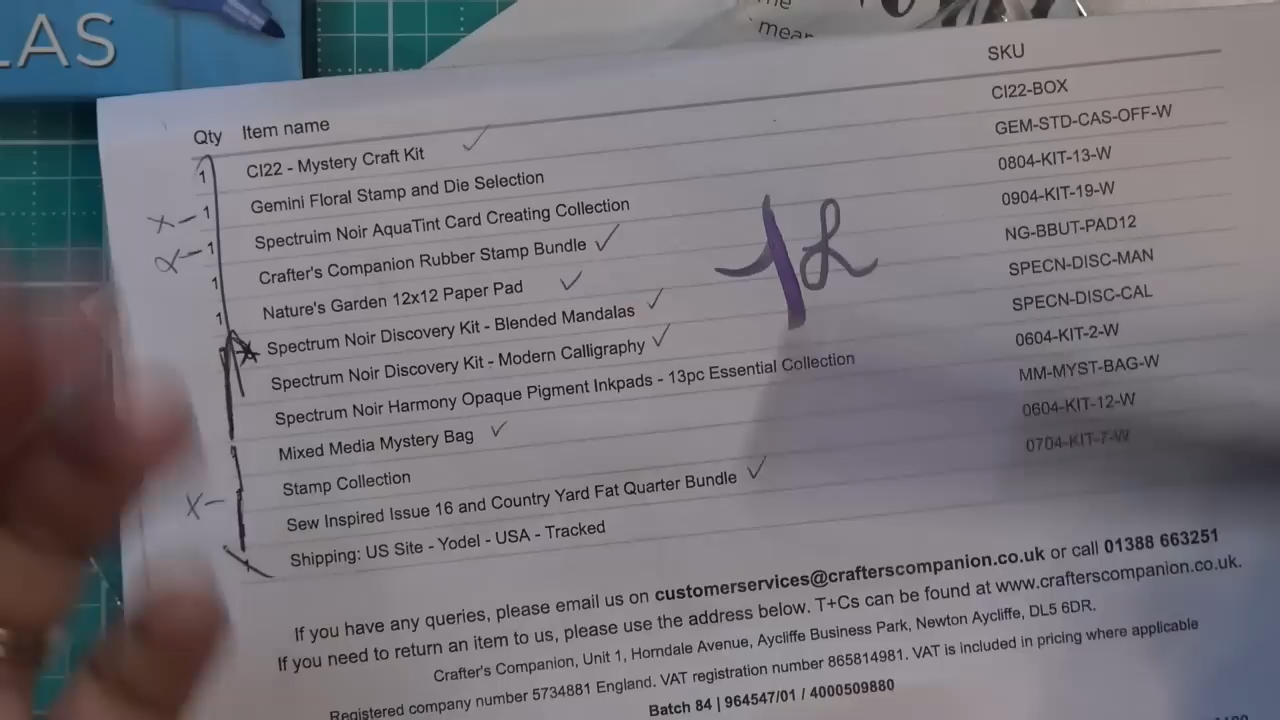 LAS
mean
Qty Item name SKU
1 CI22 - Mystery Craft Kit CI22-BOX
X- 1 Gemini Floral Stamp and Die Selection GEM-STD-CAS-OFF-W
X- 1 Spectruim Noir AquaTint Card Creating Collection 0804-KIT-13-W
1 Crafter's Companion Rubber Stamp Bundle 0904-KIT-19-W
1 Nature's Garden 12x12 Paper Pad NG-BBUT-PAD12
Spectrum Noir Discovery Kit - Blended Mandalas SPECN-DISC-MAN
Spectrum Noir Discovery Kit - Modern Calligraphy SPECN-DISC-CAL
Spectrum Noir Harmony Opaque Pigment Inkpads - 13pc Essential Collection 0604-KIT-2-W
Mixed Media Mystery Bag MM-MYST-BAG-W
X- Stamp Collection 0604-KIT-12-W
Sew Inspired Issue 16 and Country Yard Fat Quarter Bundle 0704-KIT-7-W
Shipping: US Site - Yodel - USA - Tracked
If you have any queries, please email us on customerservices@crafterscompanion.co.uk or call 01388 663251
If you need to return an item to us, please use the address below. T+Cs can be found at www.crafterscompanion.co.uk.
Crafter's Companion, Unit 1, Horndale Avenue, Aycliffe Business Park, Newton Aycliffe, DL5 6DR.
Registered company number 5734881 England. VAT registration number 865814981. VAT is included in pricing where applicable
Batch 84 | 964547/01 / 4000509880